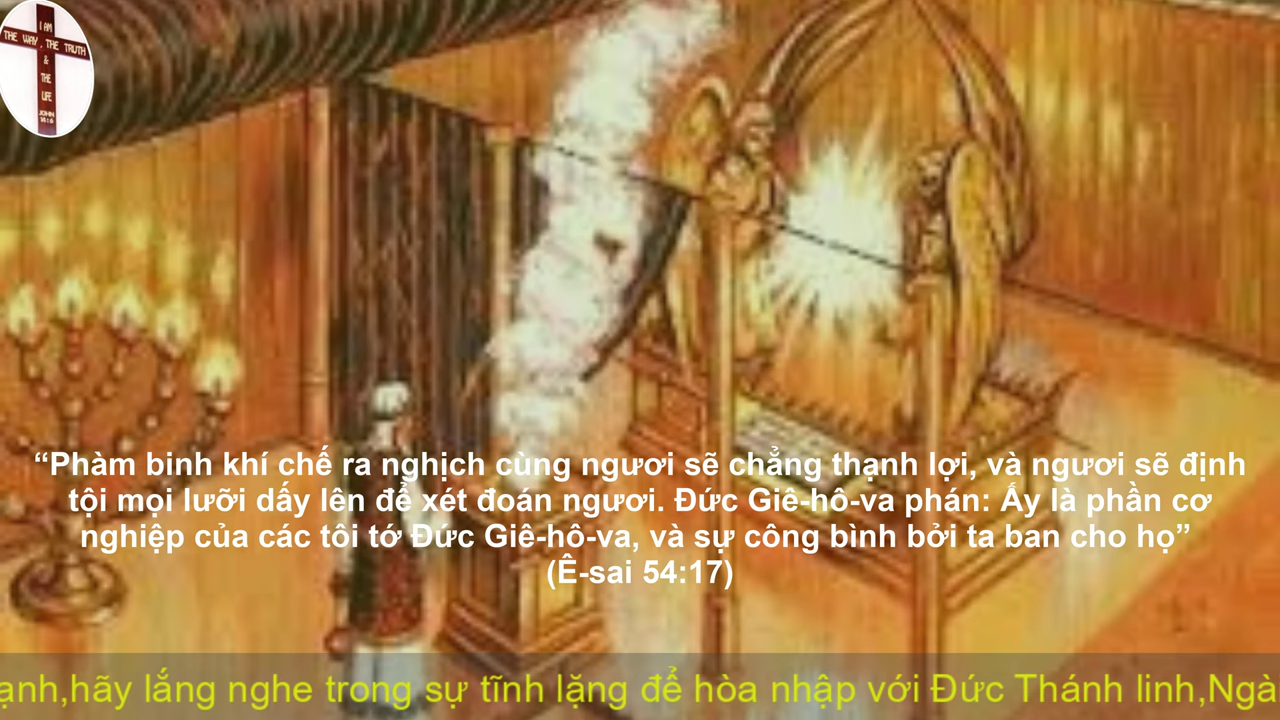 I AM
THE WAY, THE TRUTH
&
THE
LIFE
JOHN
14:6
“Phàm binh khí chế ra nghịch cùng ngươi sẽ chẳng thạnh lợi, và ngươi sẽ định
tội mọi lưỡi dấy lên để xét đoán ngươi. Đức Giê-hô-va phán: Ấy là phần cơ
nghiệp của các tôi tớ Đức Giê-hô-va, và sự công bình bởi ta ban cho họ”
(Ê-sai 54:17)
ạnh,hãy lắng nghe trong sự tĩnh lặng để hòa nhập với Đức Thánh linh,Ngà